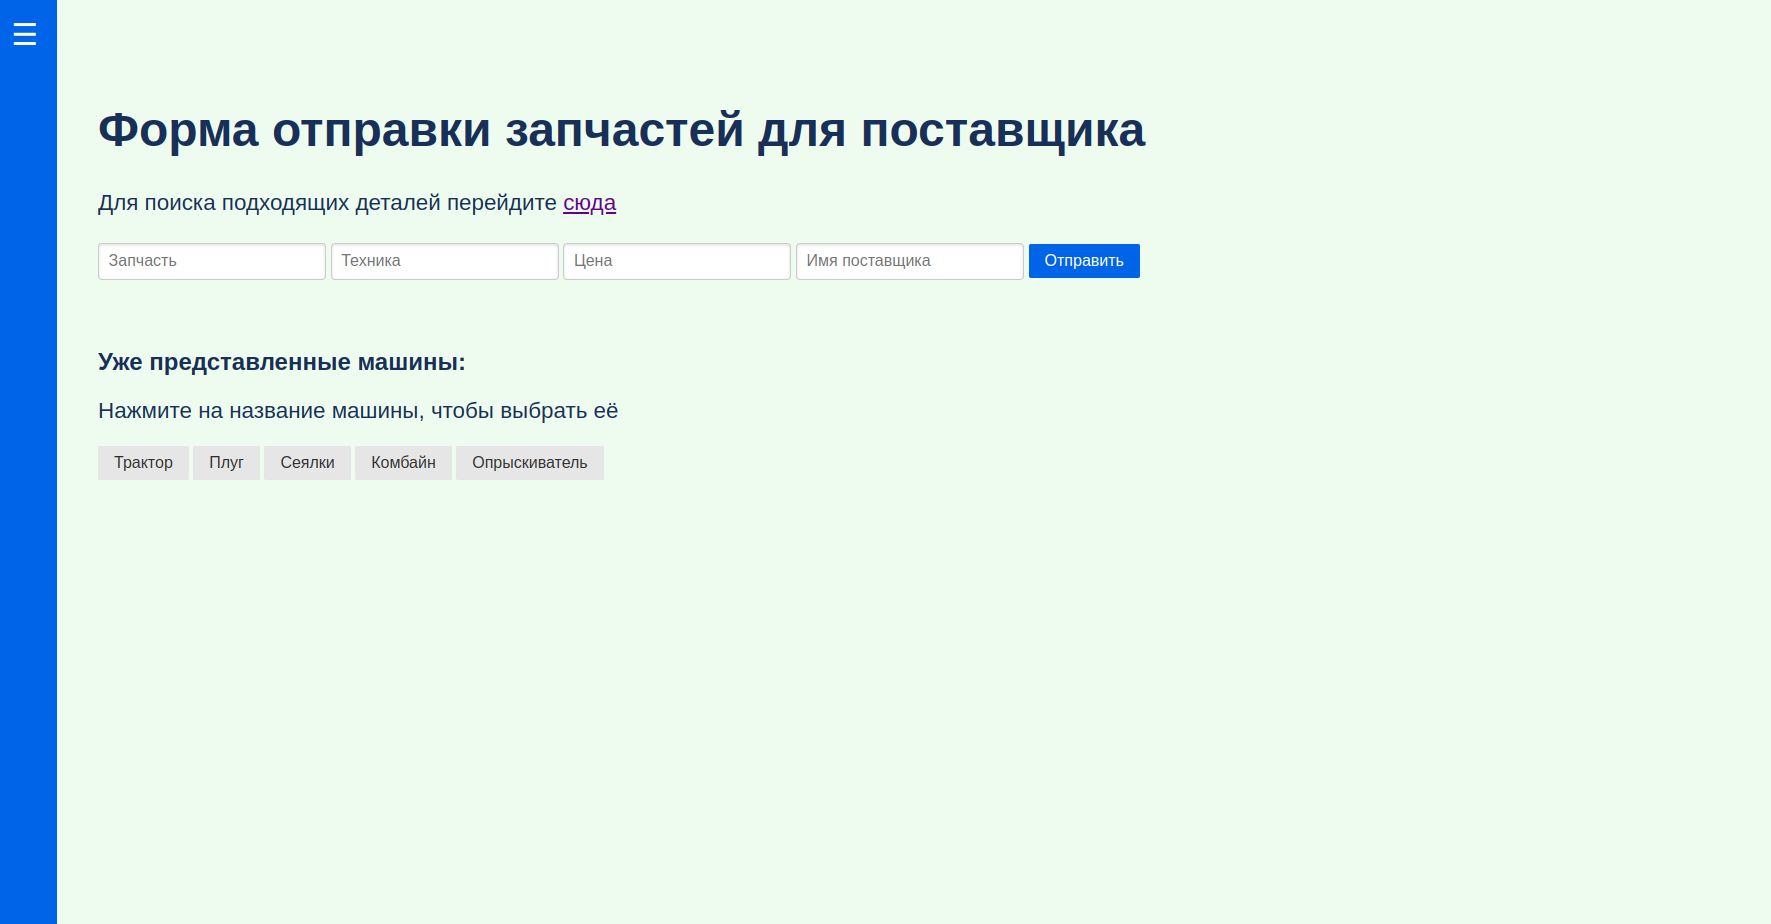 Форма отправки запчастей для поставщика
Для поиска подходящих деталей перейдите сюда
Запчасть Техника Цена Имя поставщика Отправить
Уже представленные машины:
Нажмите на название машины, чтобы выбрать её
Трактор Плуг Сеялки Комбайн Опрыскиватель